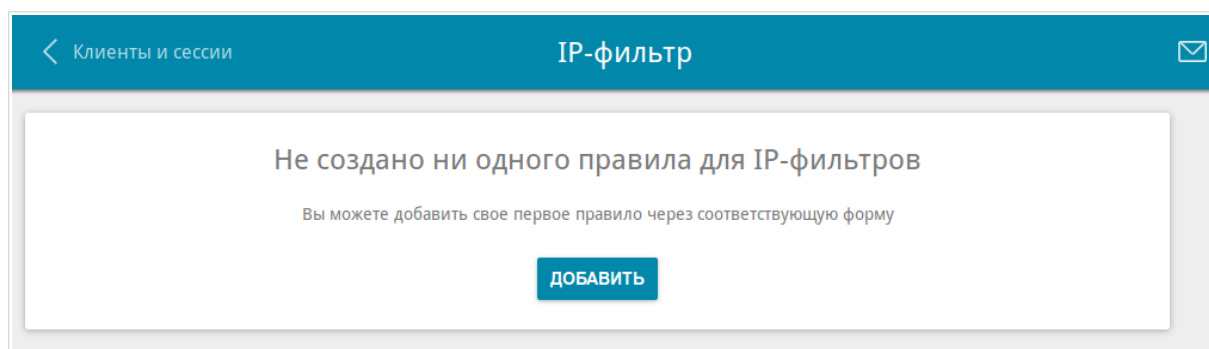 Клиенты и сессии
IP-фильтр
Не создано ни одного правила для IP-фильтров
Вы можете добавить свое первое правило через соответствующую форму
ДОБАВИТЬ